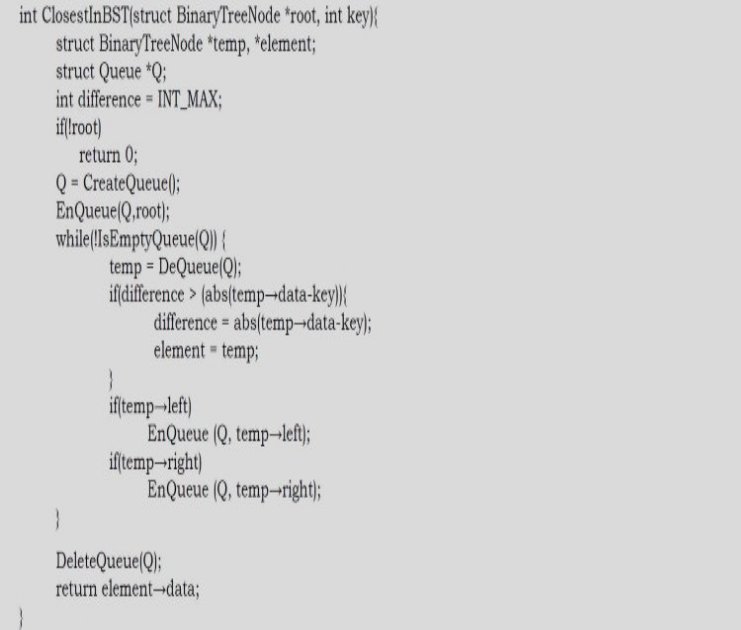 int ClosestInBST(struct BinaryTreeNode *root, int key){
struct BinaryTreeNode *temp, *element;
struct Queue *Q;
int difference = INT_MAX;
if(!root)
return 0;
Q = CreateQueue();
EnQueue(Q,root);
while(!IsEmptyQueue(Q)) {
temp = DeQueue(Q);
if(difference > (abs(temp→data-key)){
difference = abs(temp→data-key);
element = temp;
}
if(temp→left)
EnQueue (Q, temp→left);
if(temp→right)
EnQueue (Q, temp→right);
}
DeleteQueue(Q);
return element→data;
}